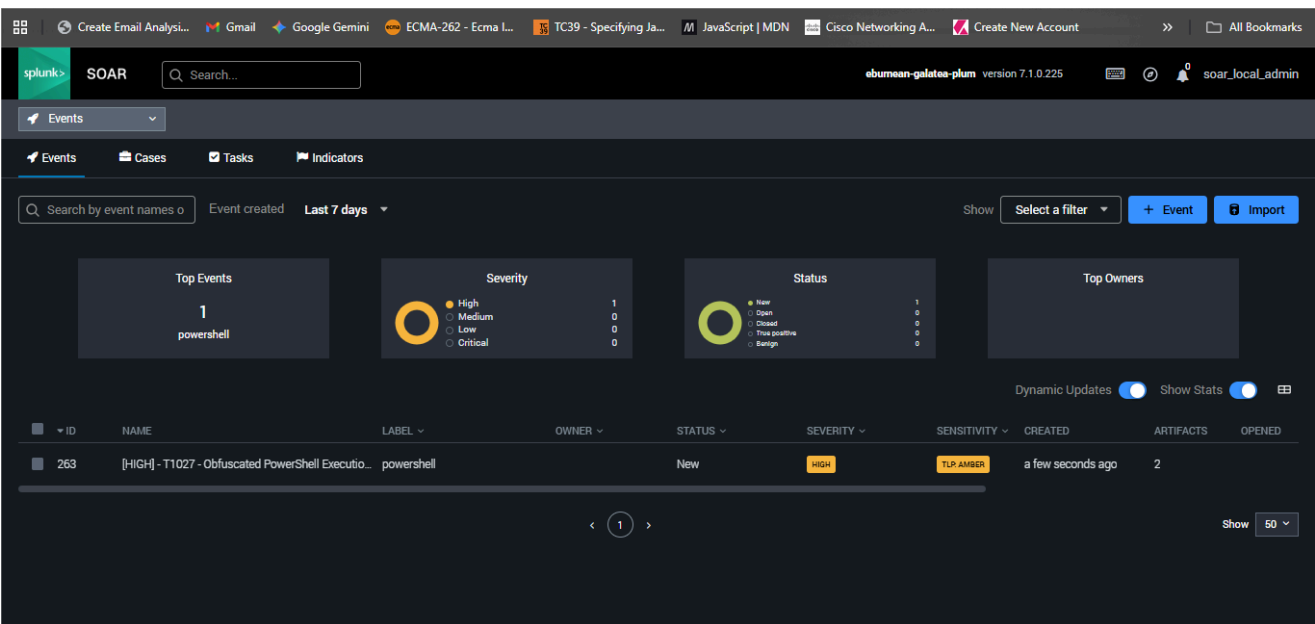 Create Email Analysi... Gmail Google Gemini ECMA-262 - Ecma I... TC39 - Specifying Ja... JavaScript | MDN Cisco Networking A... Create New Account » All Bookmarks
splunk> SOAR Search... ebumean-galatea-plum version 7.1.0.225 0 soar_local_admin
Events
Events Cases Tasks Indicators
Search by event names o Event created Last 7 days Show Select a filter + Event Import
Top Events Severity Status Top Owners
1
powershell
High 1
Medium 0
Low 0
Critical 0
New 1
Open 0
Closed 0
True positive 0
Benign 0
Dynamic Updates Show Stats
ID NAME LABEL OWNER STATUS SEVERITY SENSITIVITY CREATED ARTIFACTS OPENED
263 [HIGH] - T1027 - Obfuscated PowerShell Executio... powershell New HIGH TLP: AMBER a few seconds ago 2
‹ 1 › Show 50